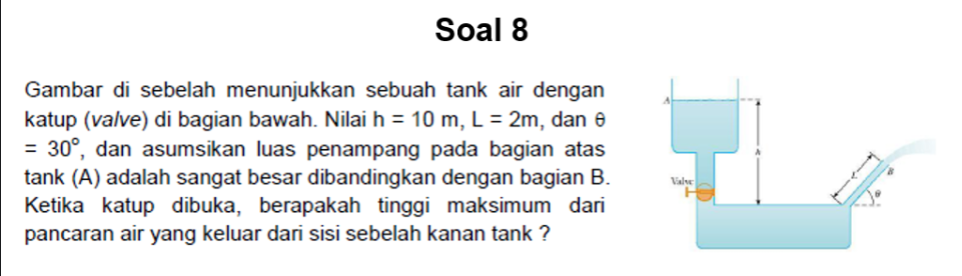 Soal 8
Gambar di sebelah menunjukkan sebuah tank air dengan
katup (valve) di bagian bawah. Nilai h = 10 m, L = 2m, dan θ
= 30°, dan asumsikan luas penampang pada bagian atas
tank (A) adalah sangat besar dibandingkan dengan bagian B.
Ketika katup dibuka, berapakah tinggi maksimum dari
pancaran air yang keluar dari sisi sebelah kanan tank ?
A
h
Valve
L
B
θ